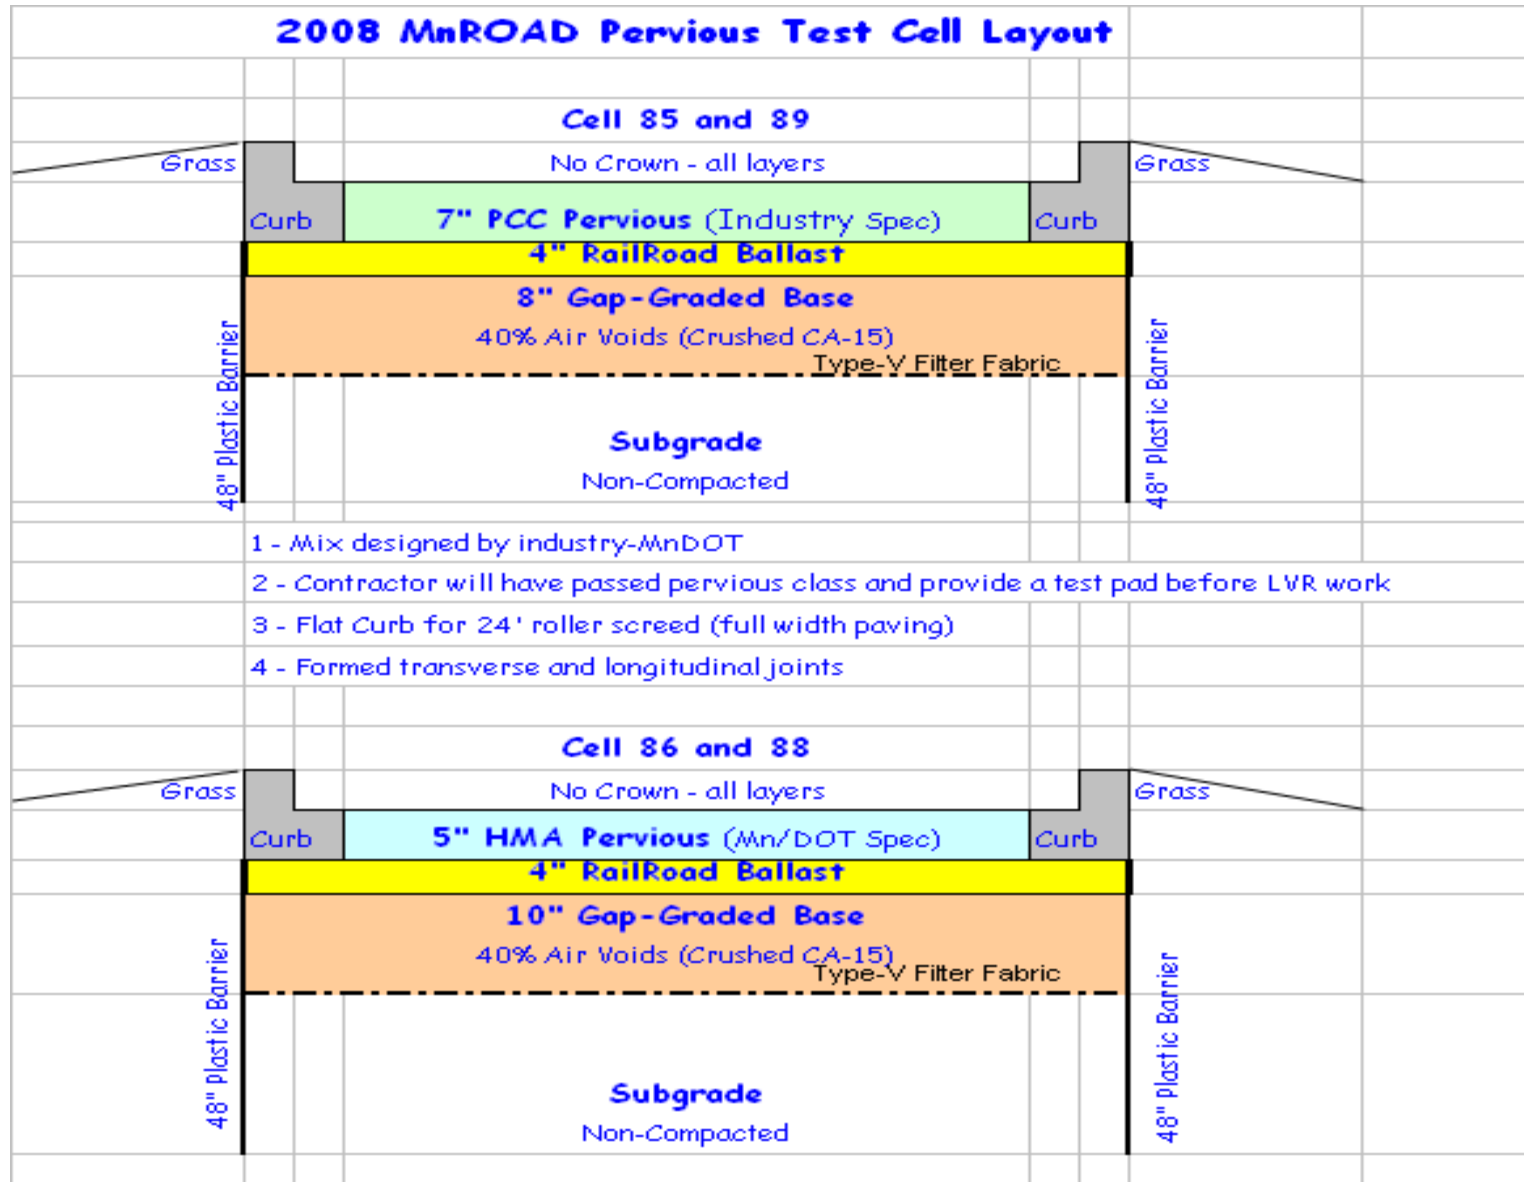 2008 MnROAD Pervious Test Cell Layout
Cell 85 and 89
Grass
No Crown - all layers
Grass
Curb
7" PCC Pervious (Industry Spec)
Curb
4" RailRoad Ballast
8" Gap-Graded Base
40% Air Voids (Crushed CA-15)
Type-V Filter Fabric
48" Plastic Barrier
48" Plastic Barrier
Subgrade
Non-Compacted
1 - Mix designed by industry-MnDOT
2 - Contractor will have passed pervious class and provide a test pad before LVR work
3 - Flat Curb for 24' roller screed (full width paving)
4 - Formed transverse and longitudinal joints
Cell 86 and 88
Grass
No Crown - all layers
Grass
Curb
5" HMA Pervious (Mn/DOT Spec)
Curb
4" RailRoad Ballast
10" Gap-Graded Base
40% Air Voids (Crushed CA-15)
Type-V Filter Fabric
48" Plastic Barrier
48" Plastic Barrier
Subgrade
Non-Compacted